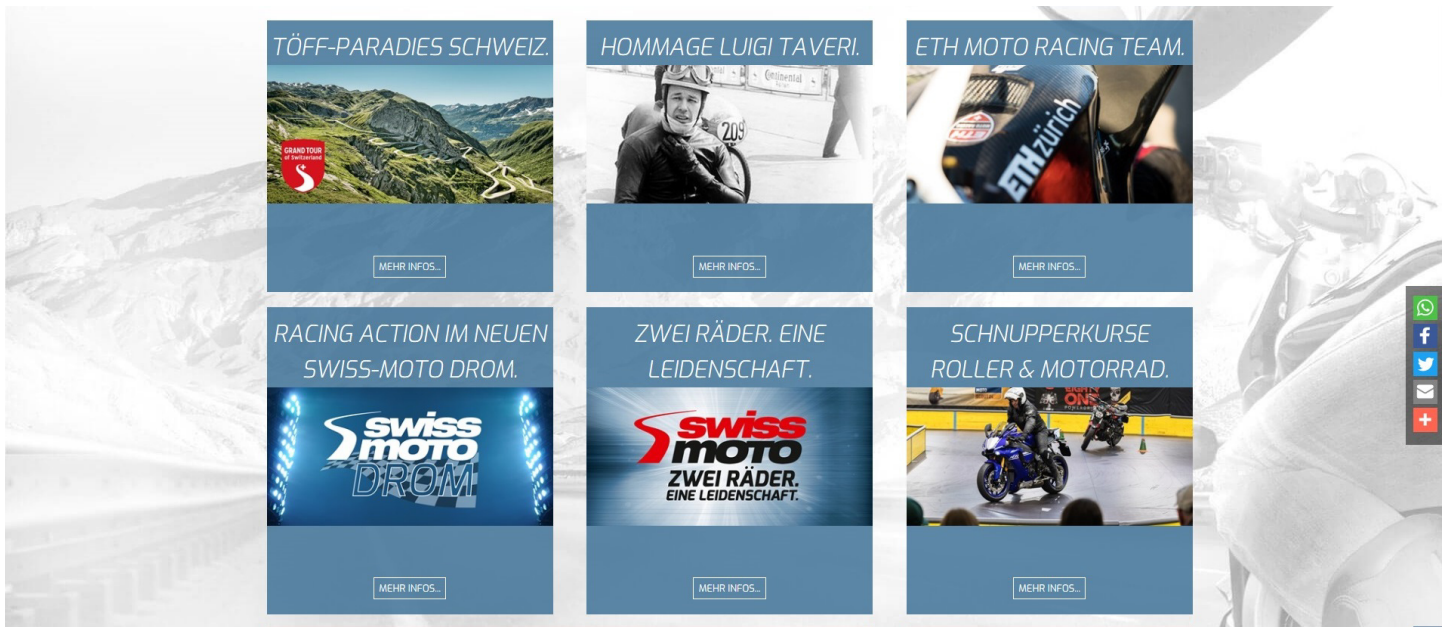 TÖFF-PARADIES SCHWEIZ.
GRAND TOUR
of Switzerland
MEHR INFOS...
HOMMAGE LUIGI TAVERI.
Continental
209
MEHR INFOS...
ETH MOTO RACING TEAM.
ETHzürich
MEHR INFOS...
RACING ACTION IM NEUEN
SWISS-MOTO DROM.
swiss
moto
DROM
MEHR INFOS...
ZWEI RÄDER. EINE
LEIDENSCHAFT.
swiss
moto
ZWEI RÄDER.
EINE LEIDENSCHAFT.
MEHR INFOS...
SCHNUPPERKURSE
ROLLER & MOTORRAD.
MEHR INFOS...